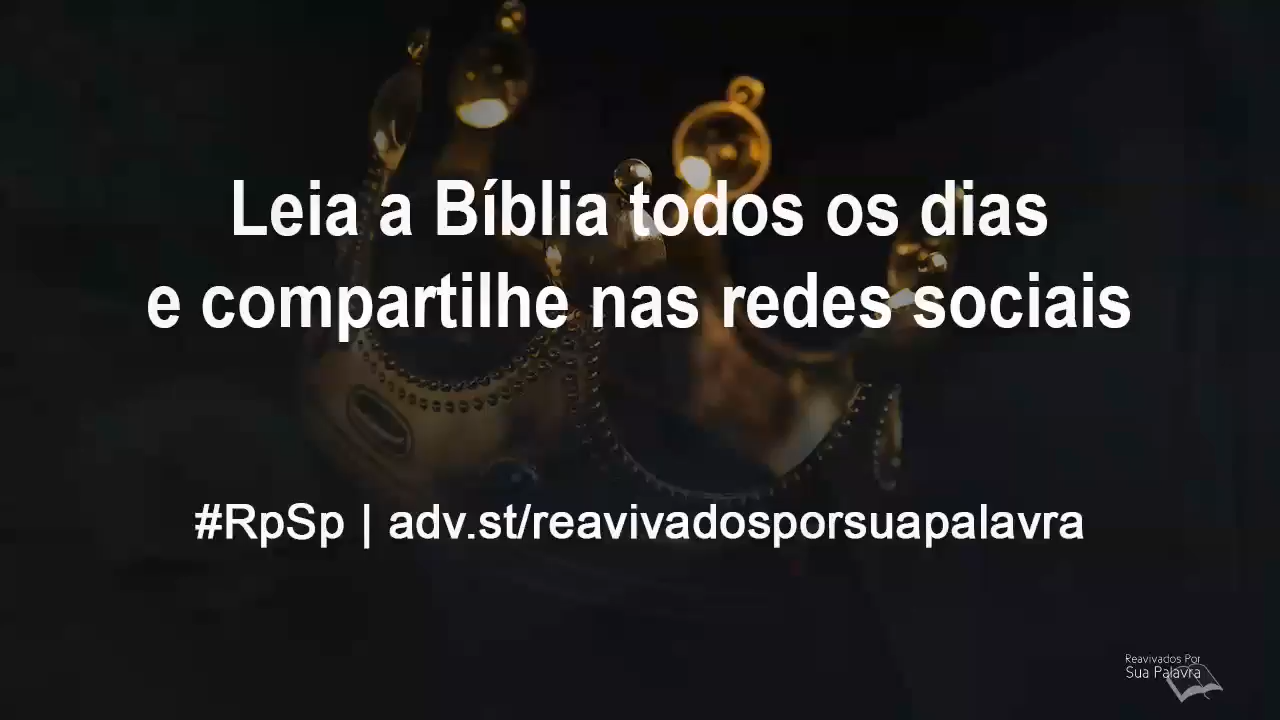 Leia a Bíblia todos os dias
e compartilhe nas redes sociais
#RpSp | adv.st/reavivadosporsuapalavra
Reavivados Por
Sua Palavra